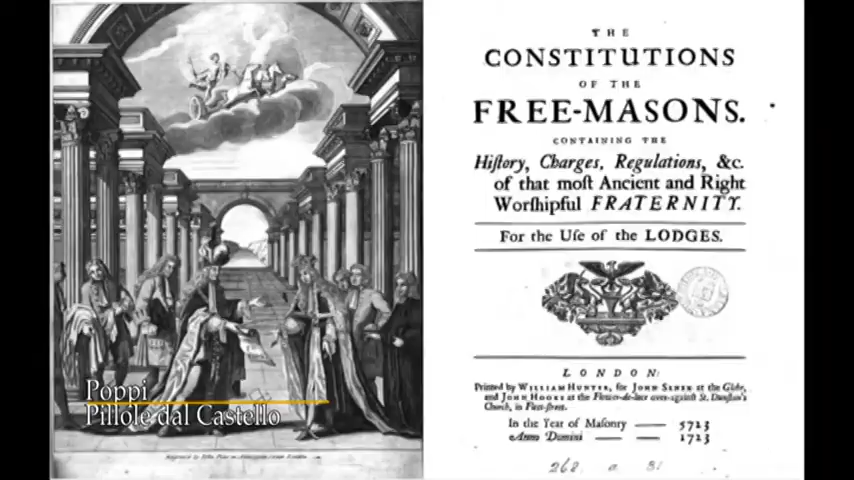 Poppi
Pillole dal Castello
THE
CONSTITUTIONS
OF THE
FREE-MASONS.
CONTAINING THE
Hiſtory, Charges, Regulations, &c.
of that moſt Ancient and Right
Worſhipful FRATERNITY.
For the Uſe of the LODGES.
LONDON:
Printed by WILLIAM HUNTER, for JOHN SENEX at the Globe,
and JOHN HOOKE at the Flower-de-luce over-againſt St. Dunſtan's
Church, in Fleet-ſtreet.
In the Year of Maſonry —— 5723
Anno Domini —— — 1723
268. a 31